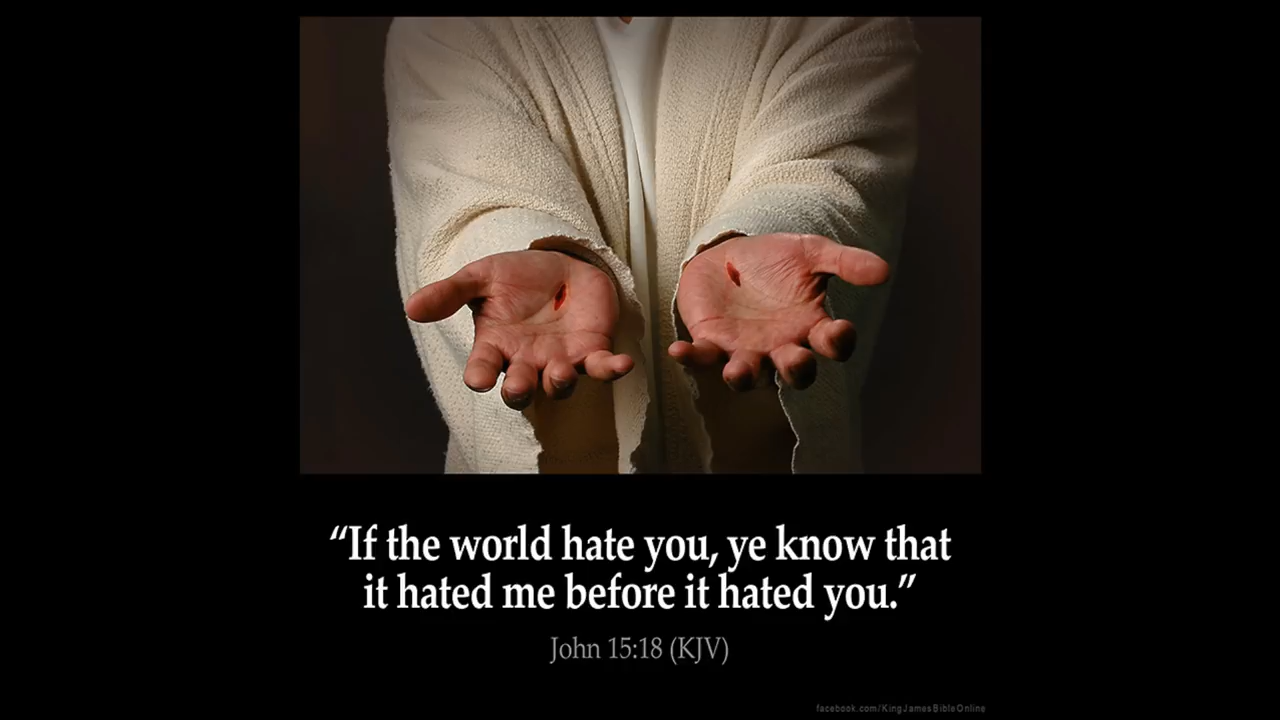 “If the world hate you, ye know that
it hated me before it hated you.”
John 15:18 (KJV)
facebook.com/KingJamesBibleOnline